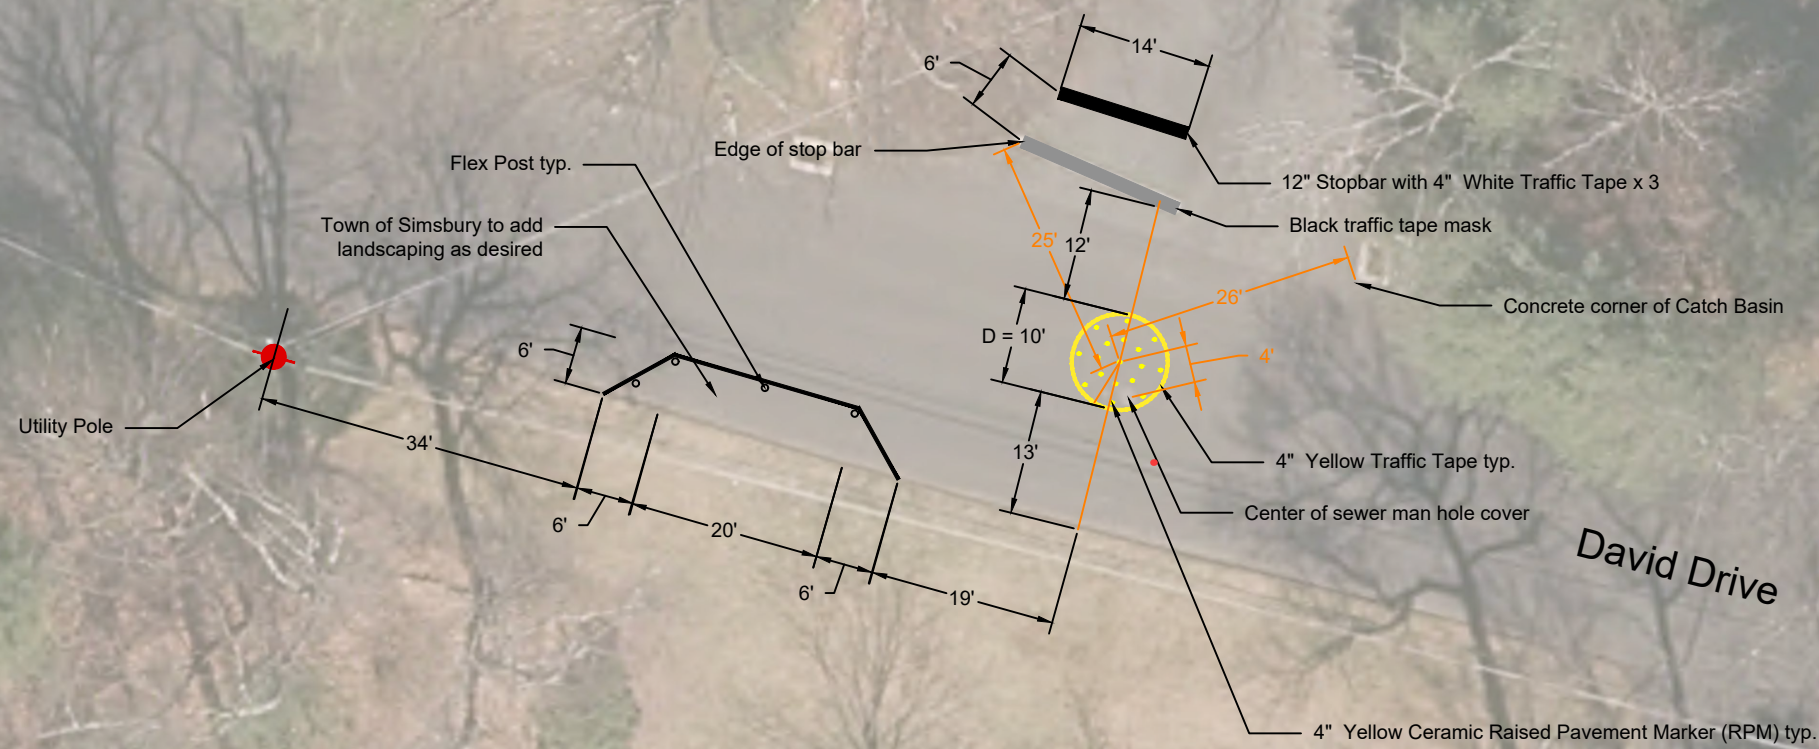 14'
6'
Edge of stop bar
Flex Post typ.
12" Stopbar with 4" White Traffic Tape x 3
Town of Simsbury to add
landscaping as desired
Black traffic tape mask
25'
12'
26'
Concrete corner of Catch Basin
D = 10'
6'
4'
Utility Pole
34'
13'
4" Yellow Traffic Tape typ.
Center of sewer man hole cover
6'
20'
6'
19'
David Drive
4" Yellow Ceramic Raised Pavement Marker (RPM) typ.